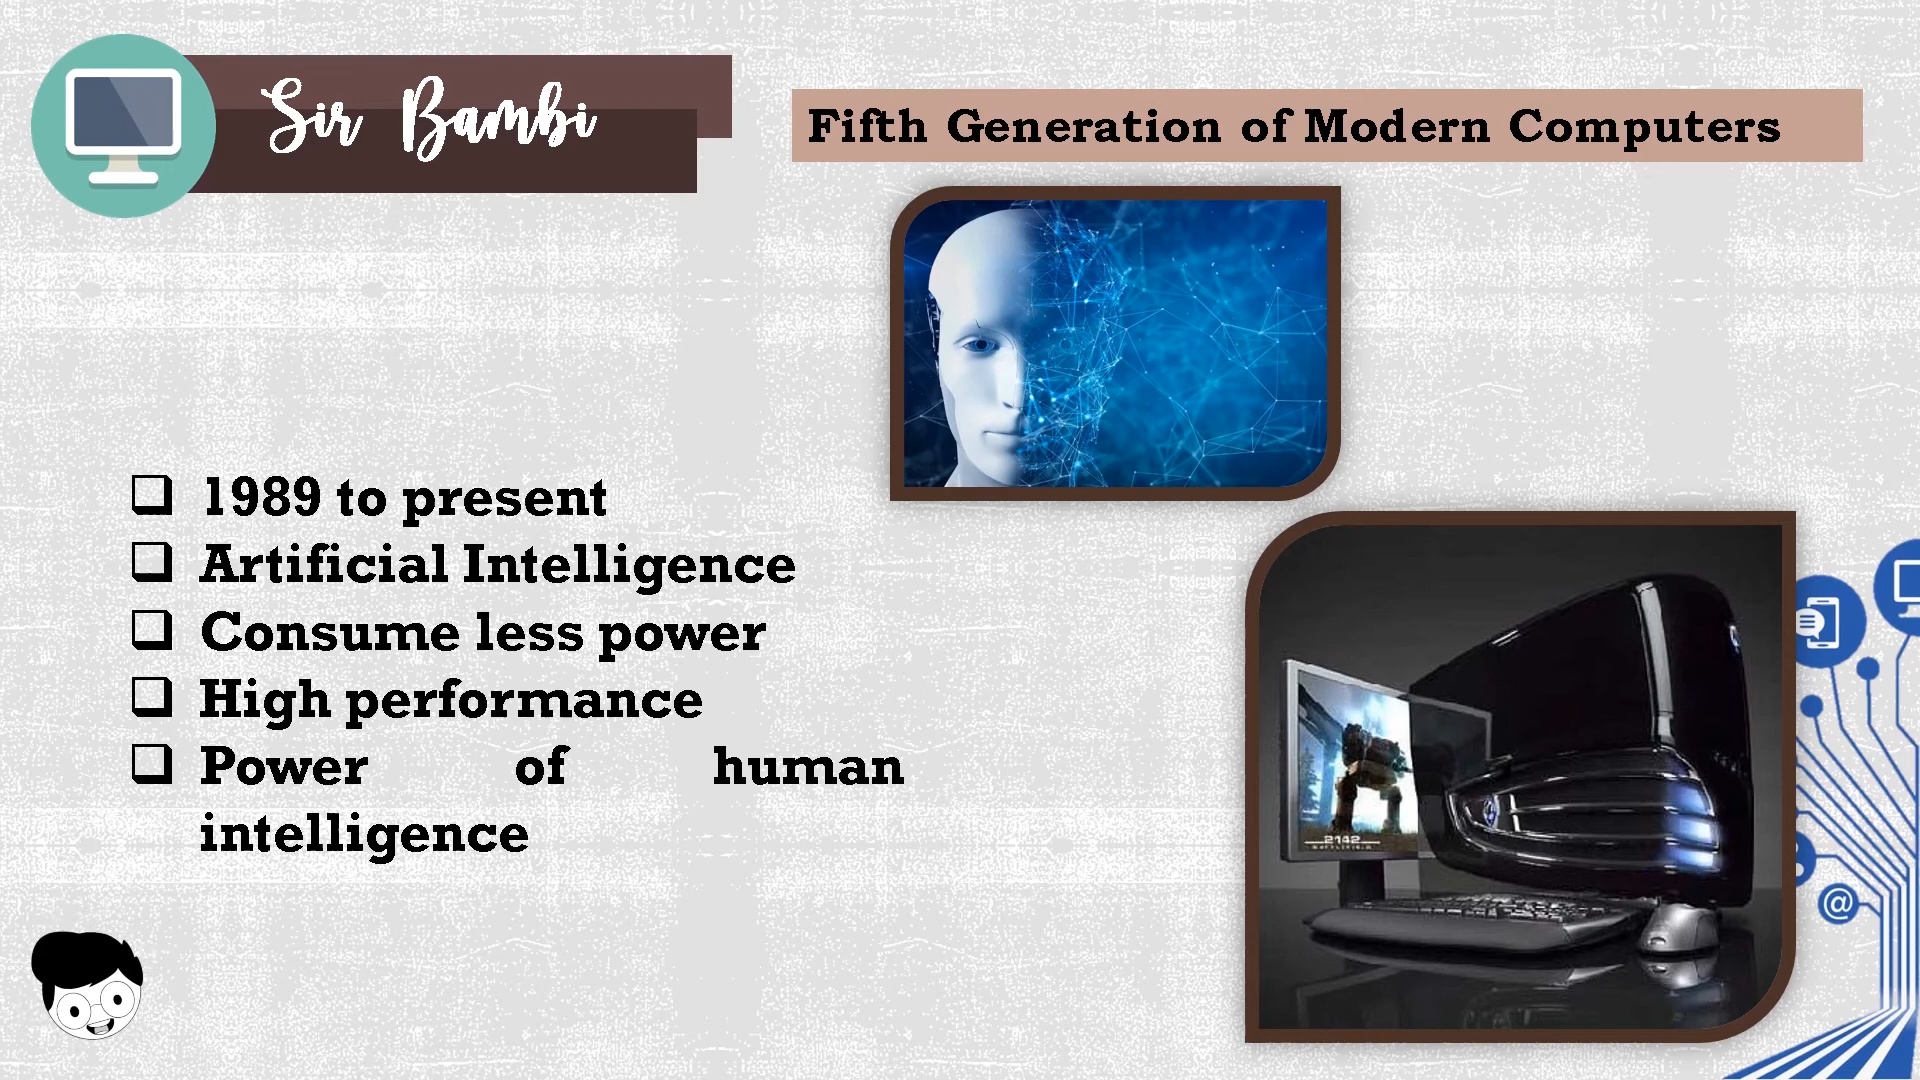 Sir Bambi
Fifth Generation of Modern Computers
❑ 1989 to present
❑ Artificial Intelligence
❑ Consume less power
❑ High performance
❑ Power of human
intelligence
2142
@